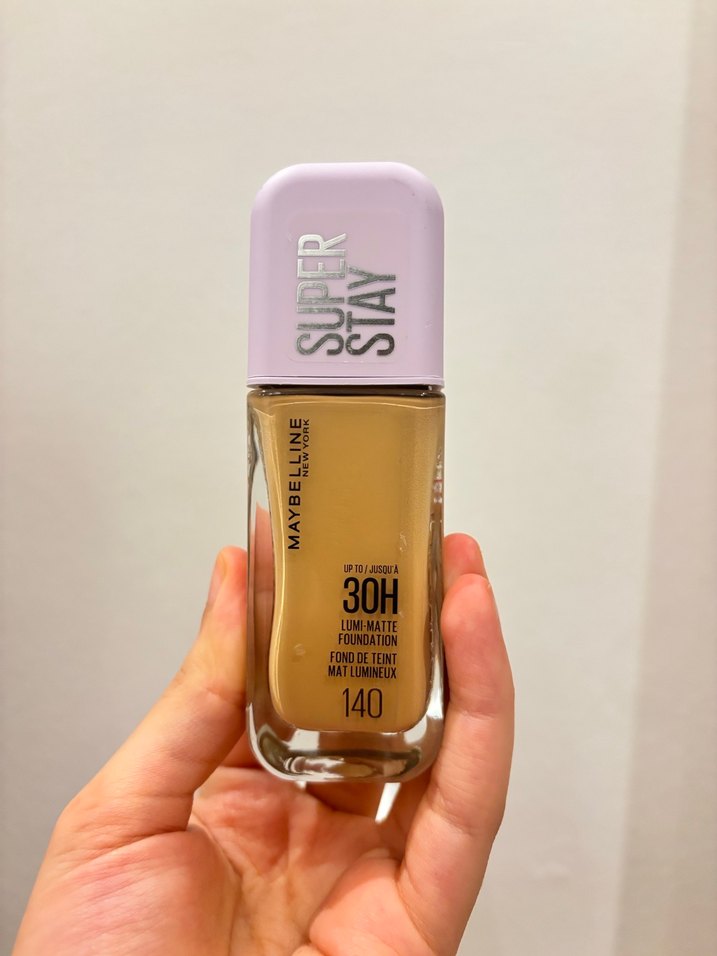 SUPER
STAY
MAYBELLINE
NEW YORK
UP TO / JUSQU'À
30H
LUMI-MATTE
FOUNDATION
FOND DE TEINT
MAT LUMINEUX
140